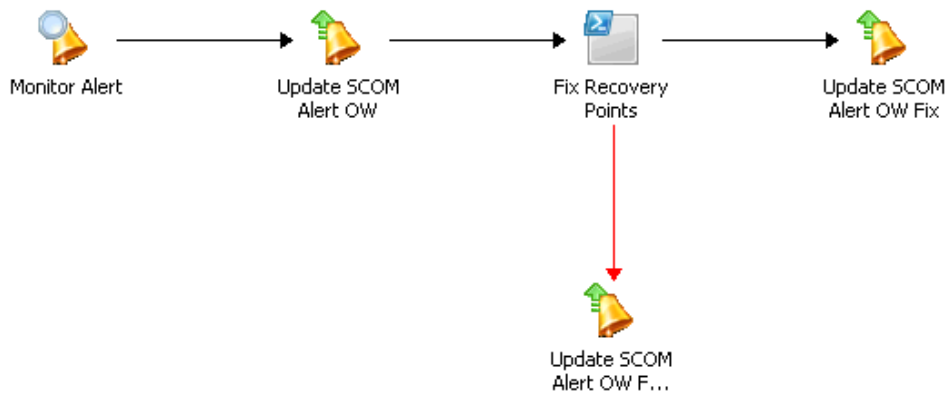 Monitor Alert
Update SCOM
Alert OW
Fix Recovery
Points
Update SCOM
Alert OW Fix
Update SCOM
Alert OW F...